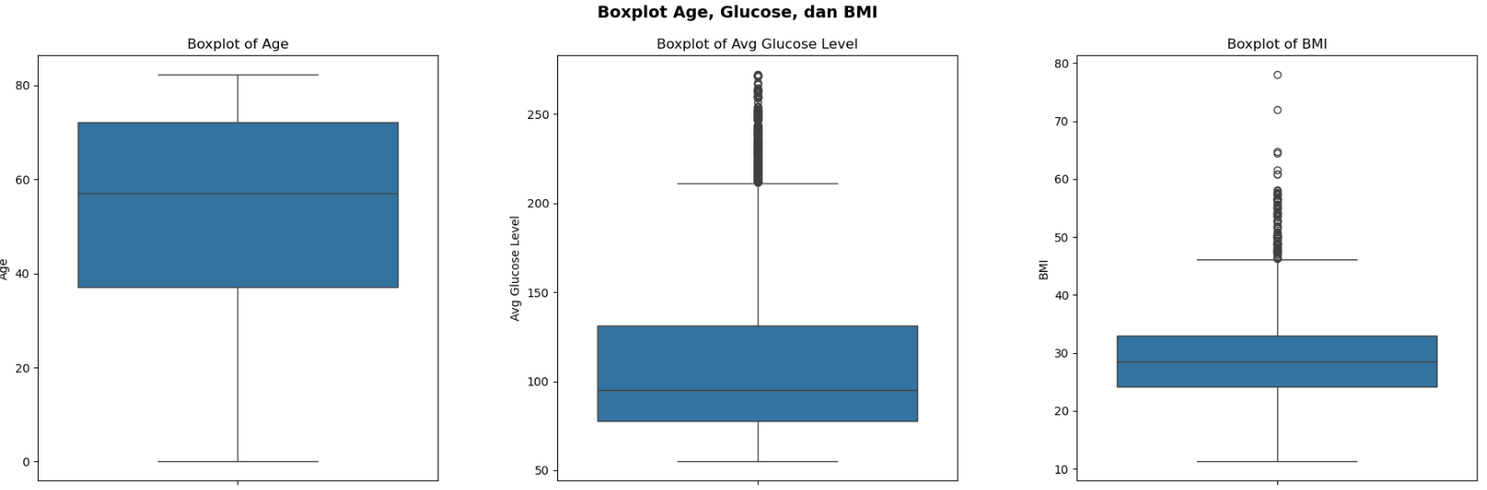 Boxplot Age, Glucose, dan BMI
Boxplot of Age
80
60
40
20
0
Age
Boxplot of Avg Glucose Level
250
200
150
100
50
Avg Glucose Level
Boxplot of BMI
80
70
60
50
40
30
20
10
BMI